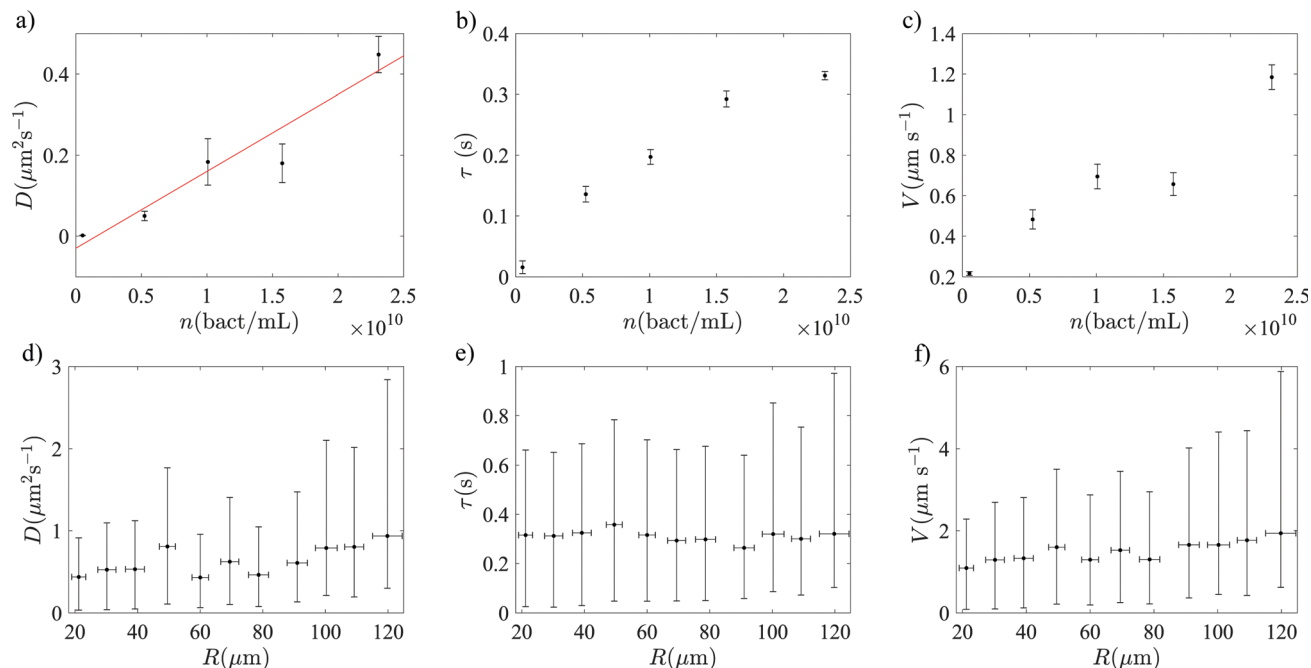 a)
D(μm²s⁻¹)
0.4
0.2
0
0 0.5 1 1.5 2 2.5
n(bact/mL) ×10¹⁰
b)
τ (s)
0.4
0.3
0.2
0.1
0
0 0.5 1 1.5 2 2.5
n(bact/mL) ×10¹⁰
c)
V(μm s⁻¹)
1.4
1.2
1
0.8
0.6
0.4
0.2
0 0.5 1 1.5 2 2.5
n(bact/mL) ×10¹⁰
d)
D(μm²s⁻¹)
3
2
1
0
20 40 60 80 100 120
R(μm)
e)
τ(s)
1
0.8
0.6
0.4
0.2
0
20 40 60 80 100 120
R(μm)
f)
V(μm s⁻¹)
6
4
2
0
20 40 60 80 100 120
R(μm)